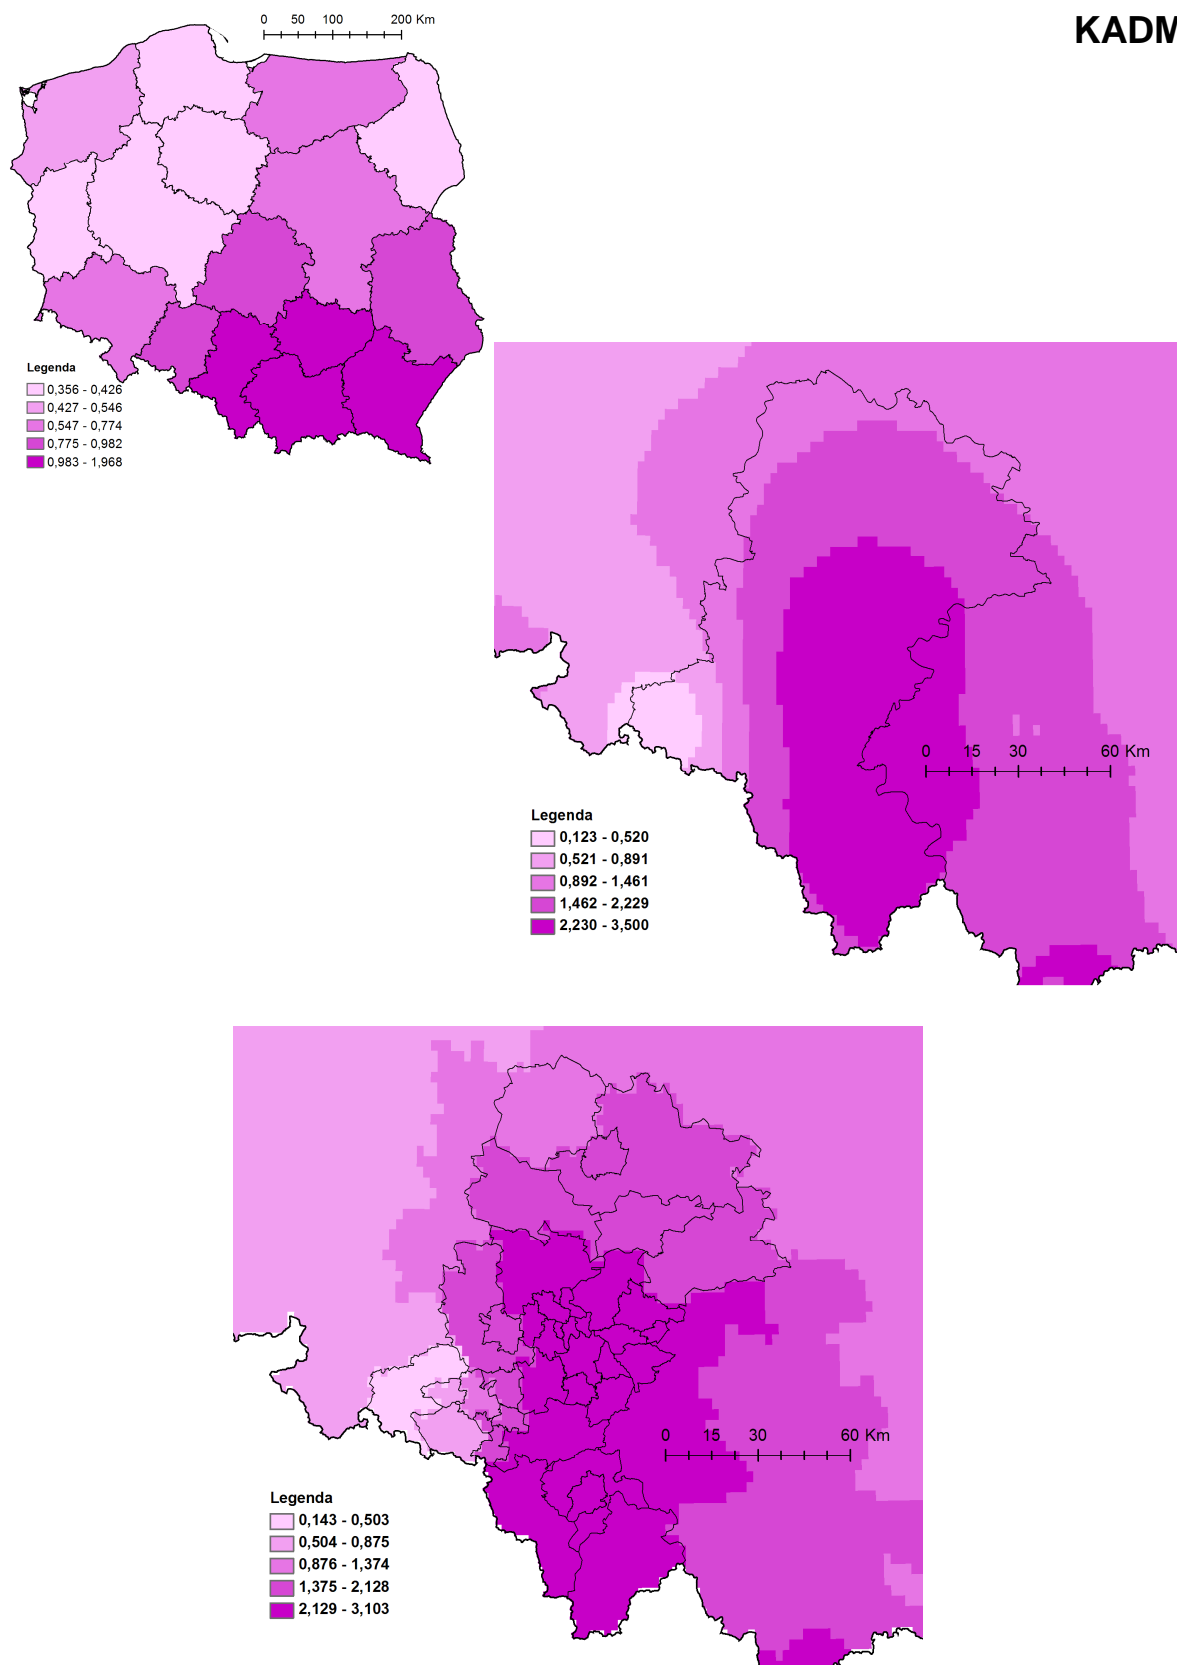 0 50 100 200 Km
KADM
Legenda
0,356 - 0,426
0,427 - 0,546
0,547 - 0,774
0,775 - 0,982
0,983 - 1,968
0 15 30 60 Km
Legenda
0,123 - 0,520
0,521 - 0,891
0,892 - 1,461
1,462 - 2,229
2,230 - 3,500
0 15 30 60 Km
Legenda
0,143 - 0,503
0,504 - 0,875
0,876 - 1,374
1,375 - 2,128
2,129 - 3,103